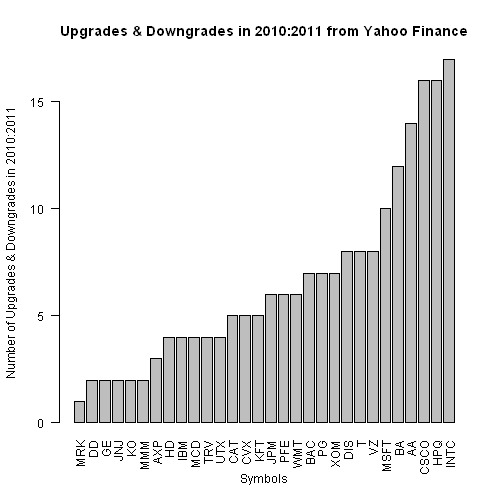 Upgrades & Downgrades in 2010:2011 from Yahoo Finance
Number of Upgrades & Downgrades in 2010:2011
15
10
5
0
MRK
DD
GE
JNJ
KO
MMM
AXP
HD
IBM
MCD
TRV
UTX
CAT
CVX
KFT
JPM
PFE
WMT
BAC
PG
XOM
DIS
T
VZ
MSFT
BA
AA
CSCO
HPQ
INTC
Symbols